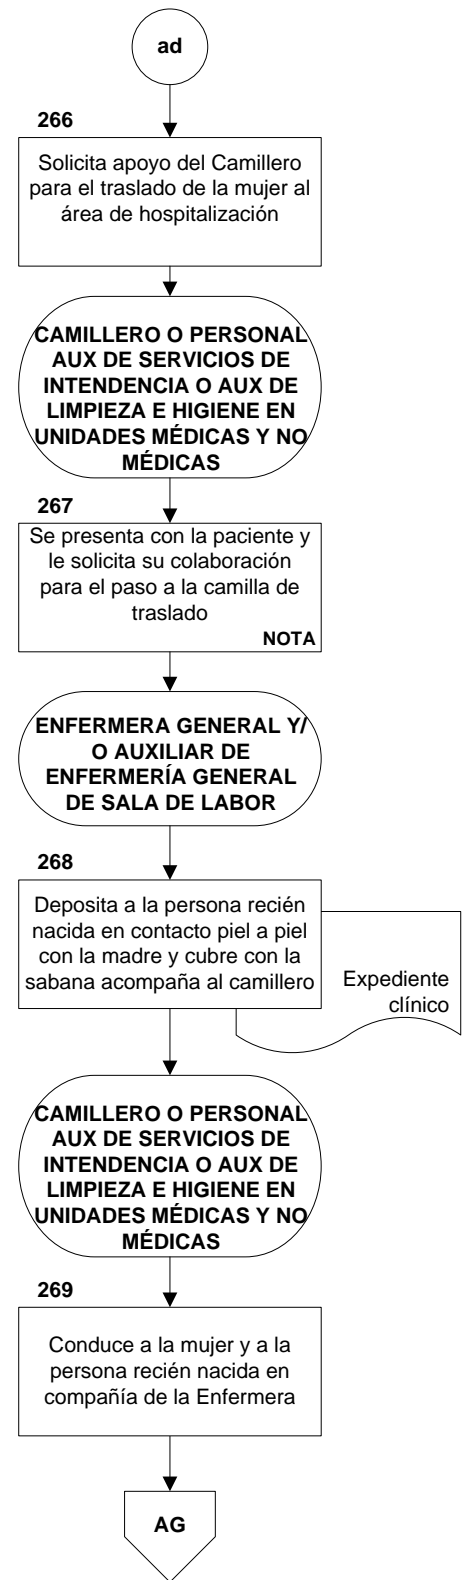 ad
266
Solicita apoyo del Camillero
para el traslado de la mujer al
área de hospitalización
CAMILLERO O PERSONAL
AUX DE SERVICIOS DE
INTENDENCIA O AUX DE
LIMPIEZA E HIGIENE EN
UNIDADES MÉDICAS Y NO
MÉDICAS
267
Se presenta con la paciente y
le solicita su colaboración
para el paso a la camilla de
traslado
NOTA
ENFERMERA GENERAL Y/
O AUXILIAR DE
ENFERMERÍA GENERAL
DE SALA DE LABOR
268
Deposita a la persona recién
nacida en contacto piel a piel
con la madre y cubre con la
sabana acompaña al camillero
Expediente
clínico
CAMILLERO O PERSONAL
AUX DE SERVICIOS DE
INTENDENCIA O AUX DE
LIMPIEZA E HIGIENE EN
UNIDADES MÉDICAS Y NO
MÉDICAS
269
Conduce a la mujer y a la
persona recién nacida en
compañía de la Enfermera
AG